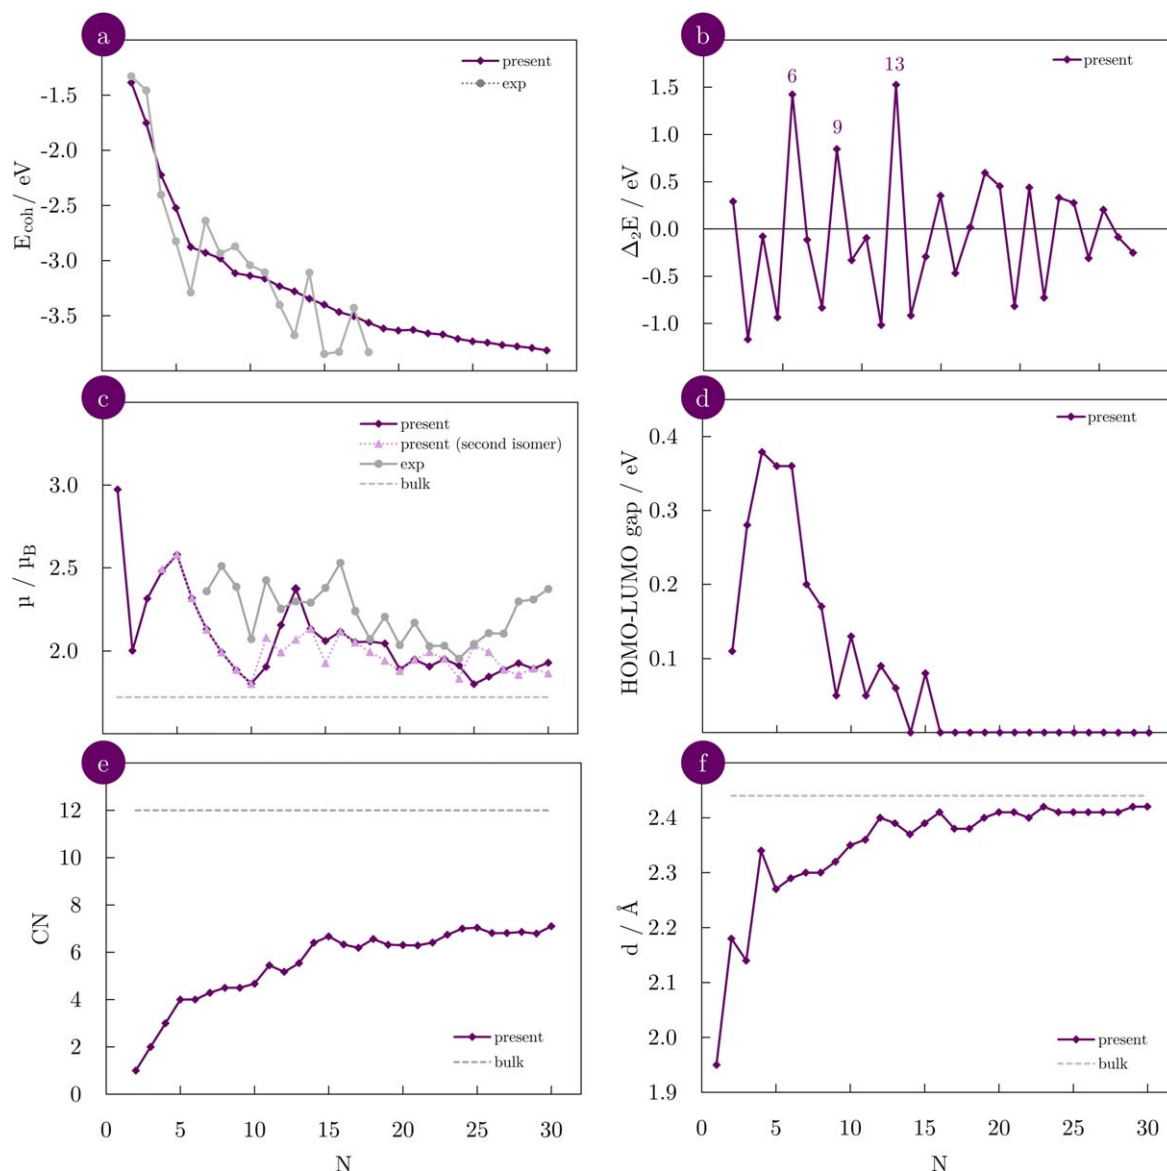 a
present
exp
-1.5
-2.0
-2.5
-3.0
-3.5
E_coh / eV
b
6
13
9
present
1.5
1.0
0.5
0.0
-0.5
-1.0
Δ₂E / eV
c
present
present (second isomer)
exp
bulk
3.0
2.5
2.0
µ / µ_B
d
present
0.4
0.3
0.2
0.1
HOMO-LUMO gap / eV
e
12
10
8
6
4
2
0
CN
present
bulk
0 5 10 15 20 25 30
N
f
2.4
2.3
2.2
2.1
2.0
1.9
d / Å
present
bulk
0 5 10 15 20 25 30
N